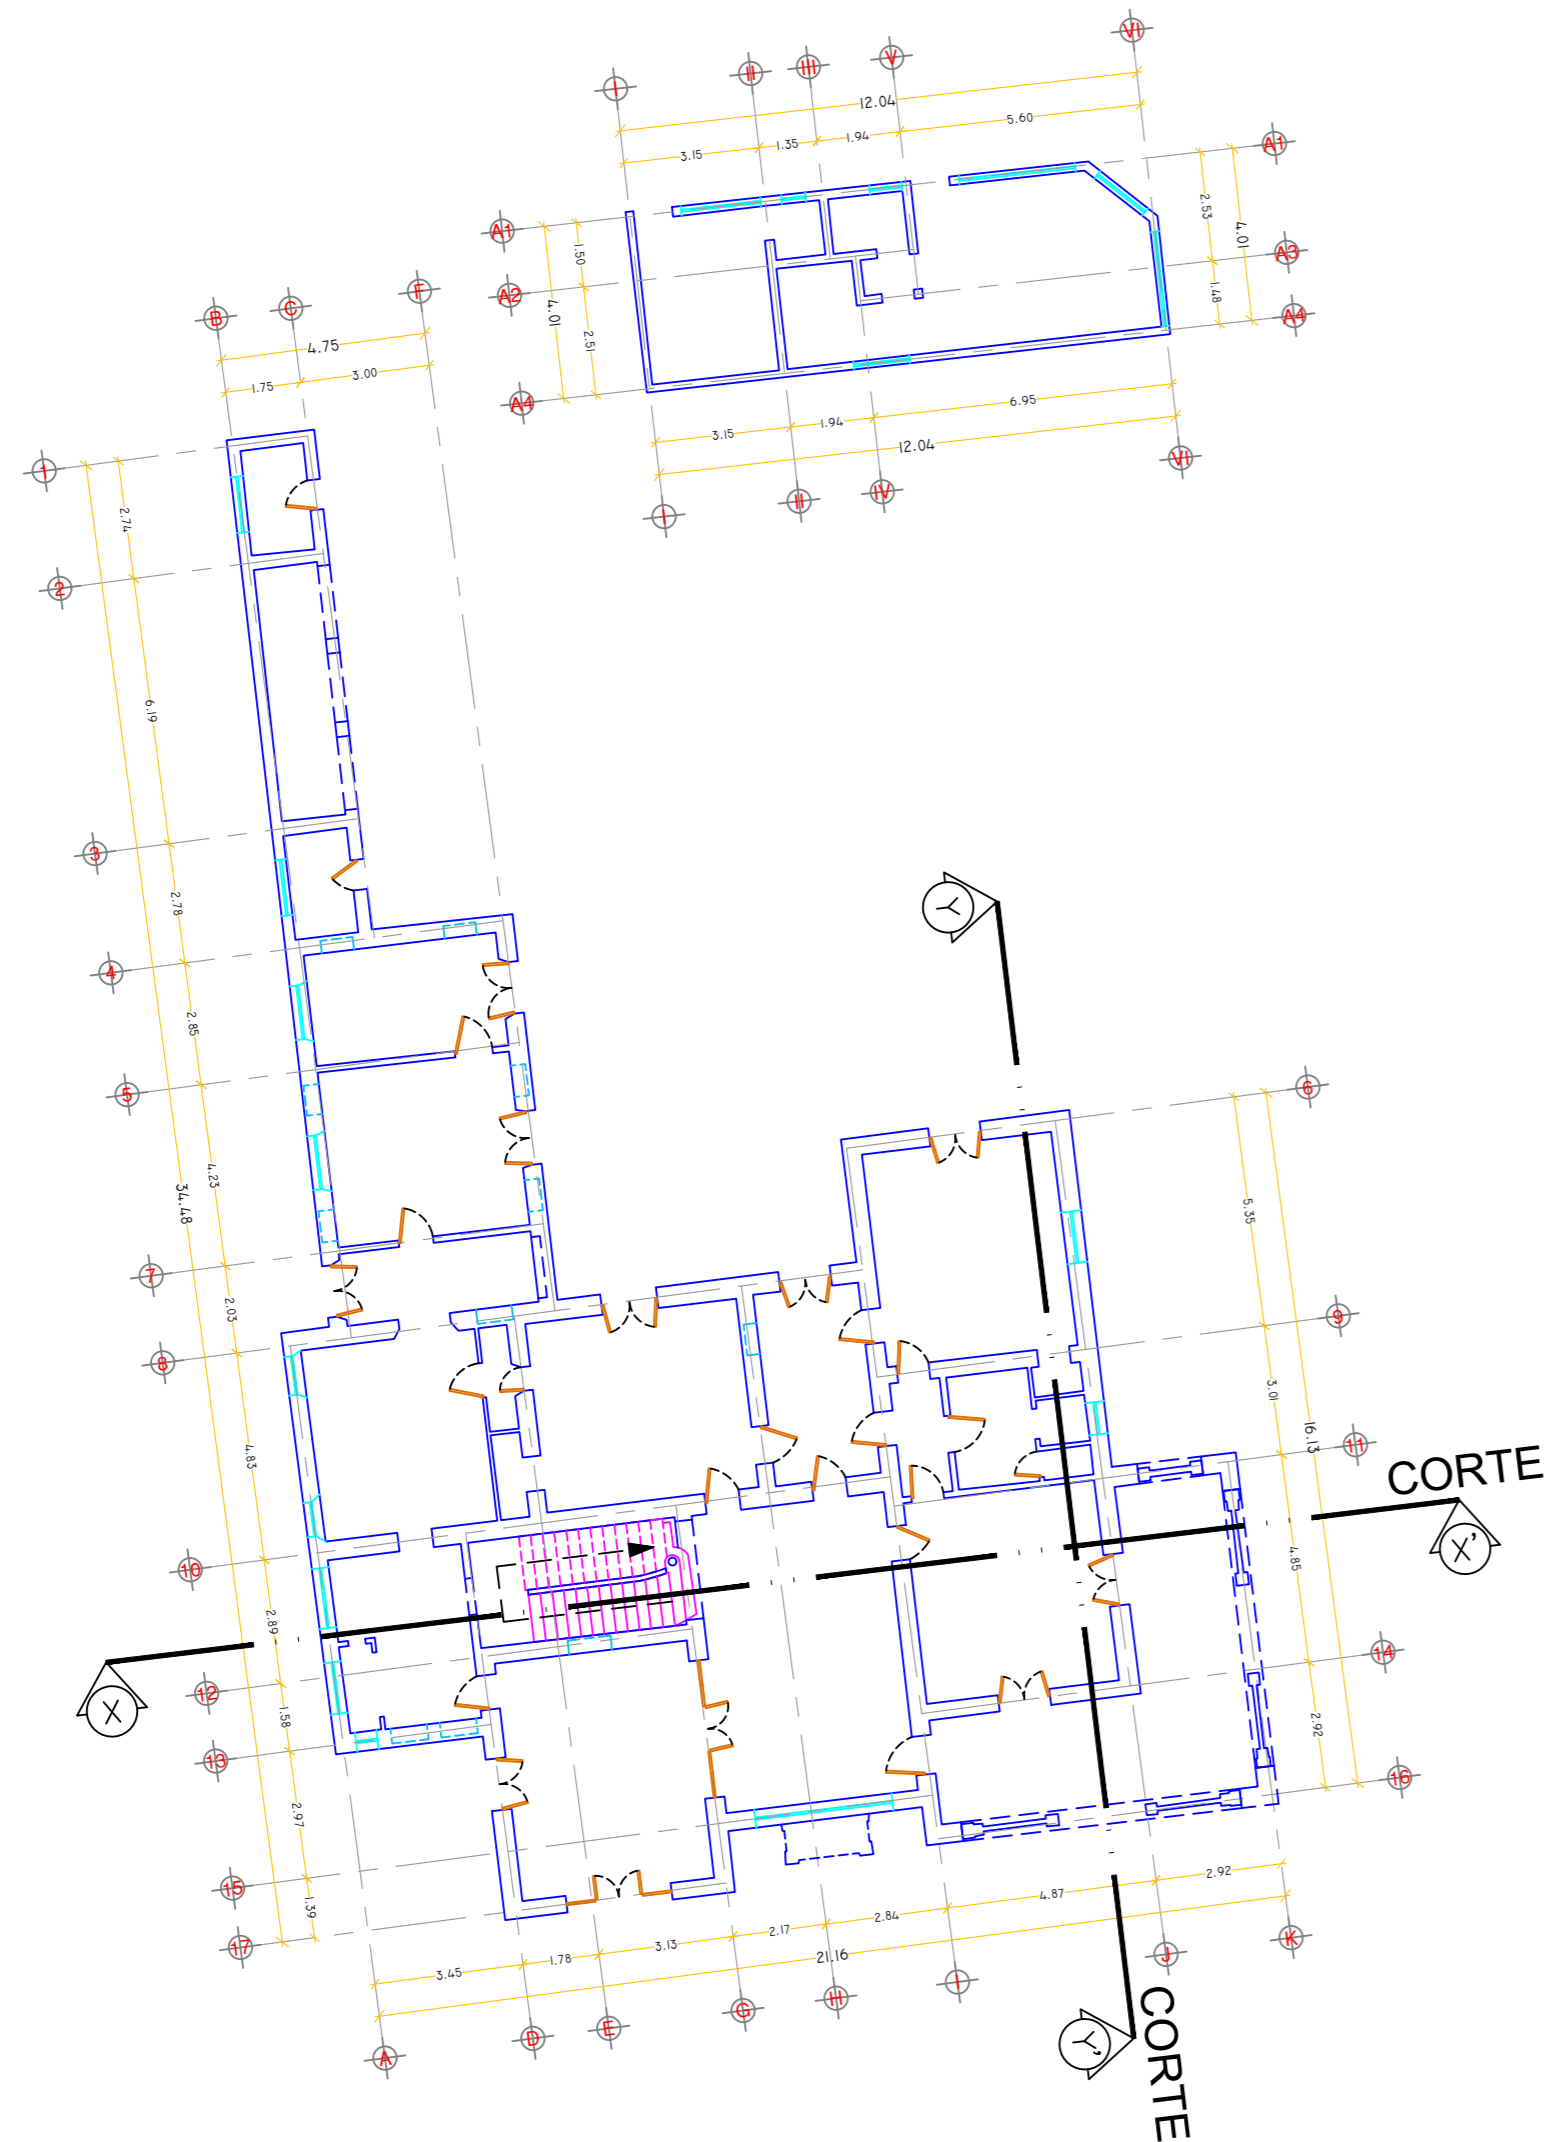 VI
V
III
II
I
12.04
5.60
1.94
1.35
3.15
A1
A1
2.53
4.01
1.50
A3
A2
4.01
1.48
A4
2.51
A4
6.95
1.94
3.15
12.04
VI
IV
II
I
F
C
B
4.75
3.00
1.75
1
2.74
2
6.19
3
2.78
4
2.85
5
4.23
34.48
7
2.03
8
4.83
10
2.89
12
1.58
13
2.97
15
1.39
17
Y
6
5.35
9
3.01
16.13
11
CORTE
X'
4.85
14
2.92
16
X
2.92
4.87
2.84
2.17
3.13
1.78
3.45
21.16
K
J
I
H
G
E
D
A
Y'
CORTE